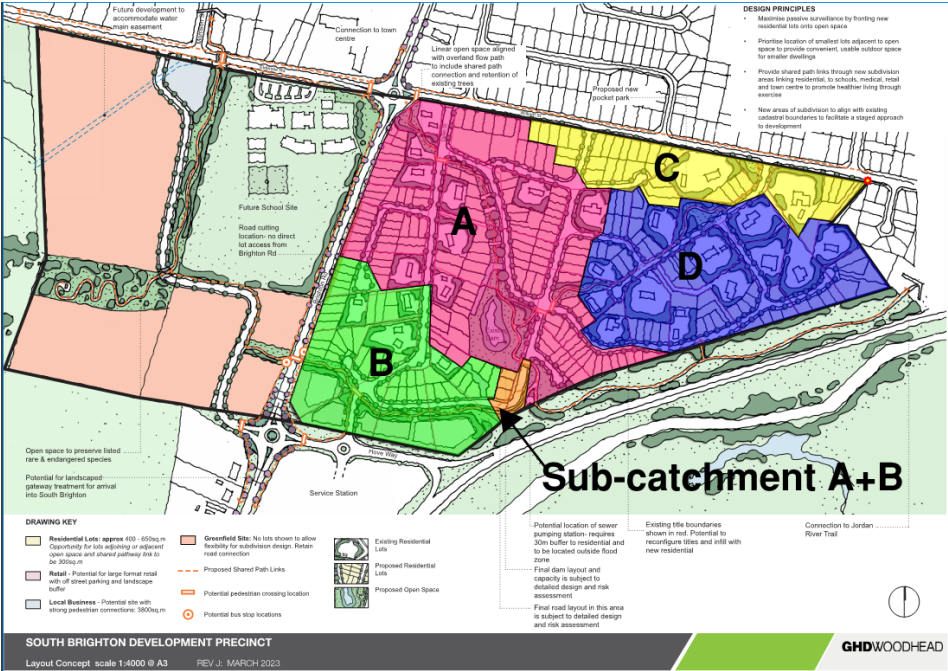 Future development to
accommodate water
main easement
Connection to town
centre
Linear open space aligned
with overland flow path
to include shared path
connection and retention of
existing trees
Proposed new
pocket park
DESIGN PRINCIPLES
• Maximise passive surveillance by fronting new
residential lots onto open space
• Prioritise location of smallest lots adjacent to open
space to provide convenient, usable outdoor space
for smaller dwellings
• Provide shared path links through new subdivision
areas linking residential, to schools, medical, retail
and town centre to promote healthier living through
exercise
• New areas of subdivision to align with existing
cadastral boundaries to facilitate a staged approach
to development
C
A
D
B
Future School Site
Road cutting
location- no direct
lot access from
Brighton Rd
Hove Way
Service Station
Sub-catchment A+B
Open space to preserve listed
rare & endangered species
Potential for landscaped
gateway treatment for arrival
into South Brighton
Potential location of sewer
pumping station- requires
30m buffer to residential and
to be located outside flood
zone
Final dam layout and
capacity is subject to
detailed design and risk
assessment
Final road layout in this area
is subject to detailed design
and risk assessment
Existing title boundaries
shown in red. Potential to
reconfigure titles and infill with
new residential
Connection to Jordan
River Trail
DRAWING KEY
Residential Lots: approx 400 - 650sq.m
Opportunity for lots adjoining or adjacent
open space and shared pathway link to
be 300sq.m
Retail - Potential for large format retail
with off street parking and landscape
buffer
Local Business - Potential site with
strong pedestrian connections: 3800sq.m
Greenfield Site: No lots shown to allow
flexibility for subdivision design. Retain
road connection
Proposed Shared Path Links
Potential pedestrian crossing location
Potential bus stop locations
Existing Residential
Lots
Proposed Residential
Lots
Proposed Open Space
SOUTH BRIGHTON DEVELOPMENT PRECINCT
Layout Concept scale 1:4000 @ A3 REV J: MARCH 2023
GHDWOODHEAD